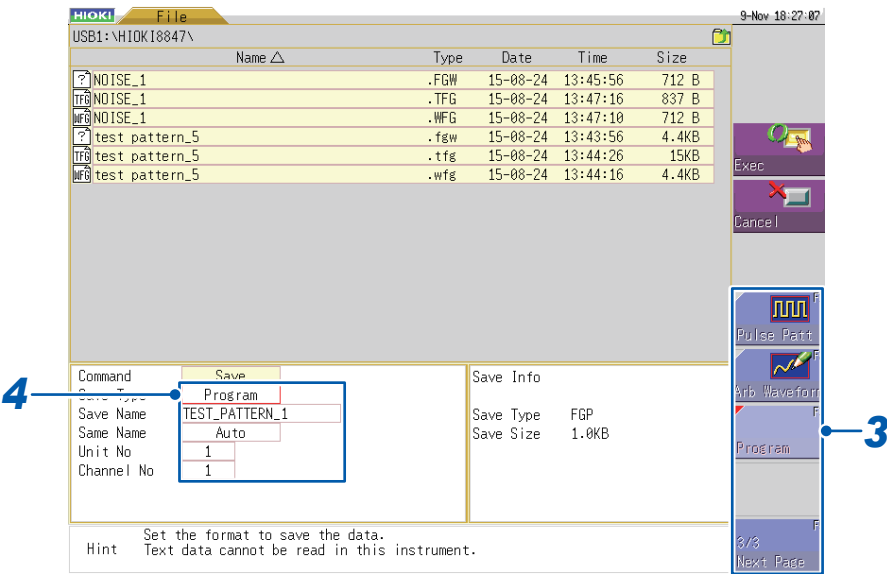 HIOKI File 9-Nov 18:27:07
USB1:\HIOKI8847\
Name Type Date Time Size
? NOISE_1 .FGW 15-08-24 13:45:56 712 B
TFG NOISE_1 .TFG 15-08-24 13:47:16 837 B
WFG NOISE_1 .WFG 15-08-24 13:47:10 712 B
? test pattern_5 .fgw 15-08-24 13:43:56 4.4KB
TFG test pattern_5 .tfg 15-08-24 13:44:26 15KB
WFG test pattern_5 .wfg 15-08-24 13:44:16 4.4KB
Exec
Cancel
F
Pulse Patt
F
Arb Waveform
F
Program
F
3/3
Next Page
3
4
Command Save
Save Type Program
Save Name TEST_PATTERN_1
Same Name Auto
Unit No 1
Channel No 1
Save Info
Save Type FGP
Save Size 1.0KB
Hint Set the format to save the data.
Text data cannot be read in this instrument.